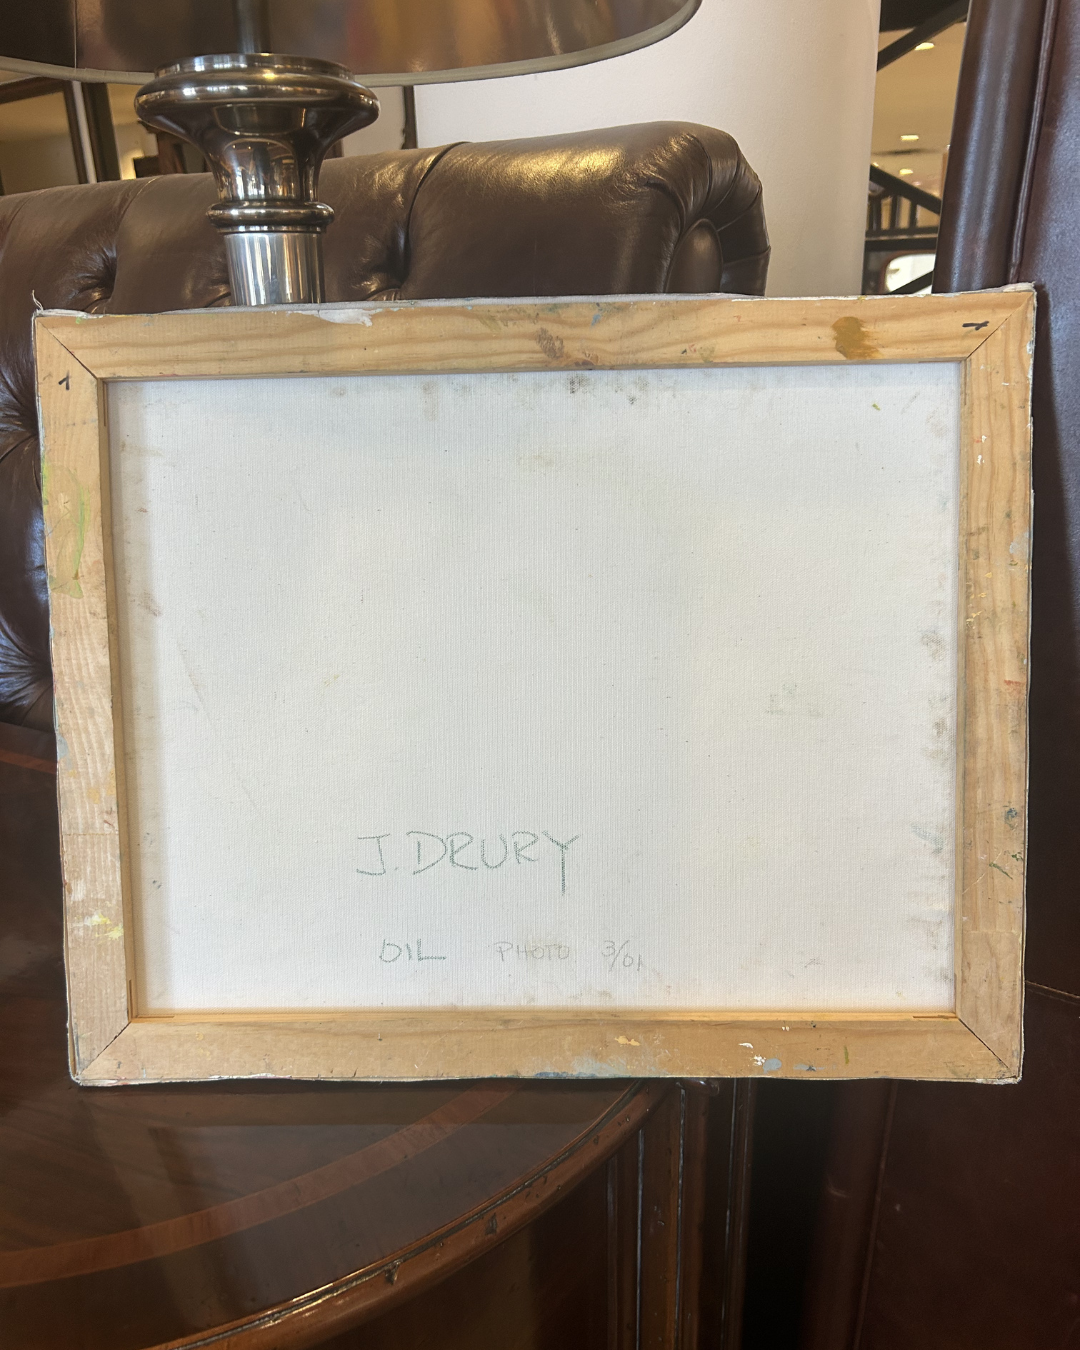 J. DRURY
OIL PHOTO 3/01